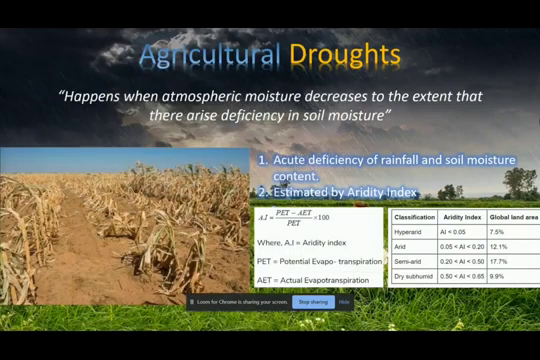 Agricultural Droughts
“Happens when atmospheric moisture decreases to the extent that
there arise deficiency in soil moisture”
1. Acute deficiency of rainfall and soil moisture
content.
2. Estimated by Aridity Index
A.I = (PET − AET) / PET ×100
Where, A.I = Aridity index
PET = Potential Evapo- transpiration
AET = Actual Evapotranspiration
Classification Aridity Index Global land area
Hyperarid AI < 0.05 7.5%
Arid 0.05 < AI < 0.20 12.1%
Semi-arid 0.20 < AI < 0.50 17.7%
Dry subhumid 0.50 < AI < 0.65 9.9%
Loom for Chrome is sharing your screen. Stop sharing Hide